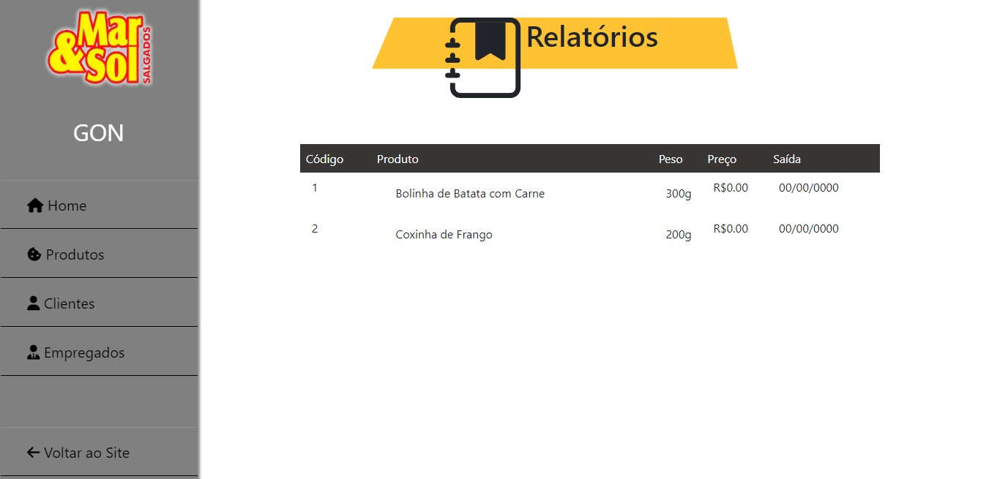 Mar
&Sol
SALGADOS
GON
Home
Produtos
Clientes
Empregados
Voltar ao Site
Relatórios
Código Produto Peso Preço Saída
1 Bolinha de Batata com Carne 300g R$0.00 00/00/0000
2 Coxinha de Frango 200g R$0.00 00/00/0000